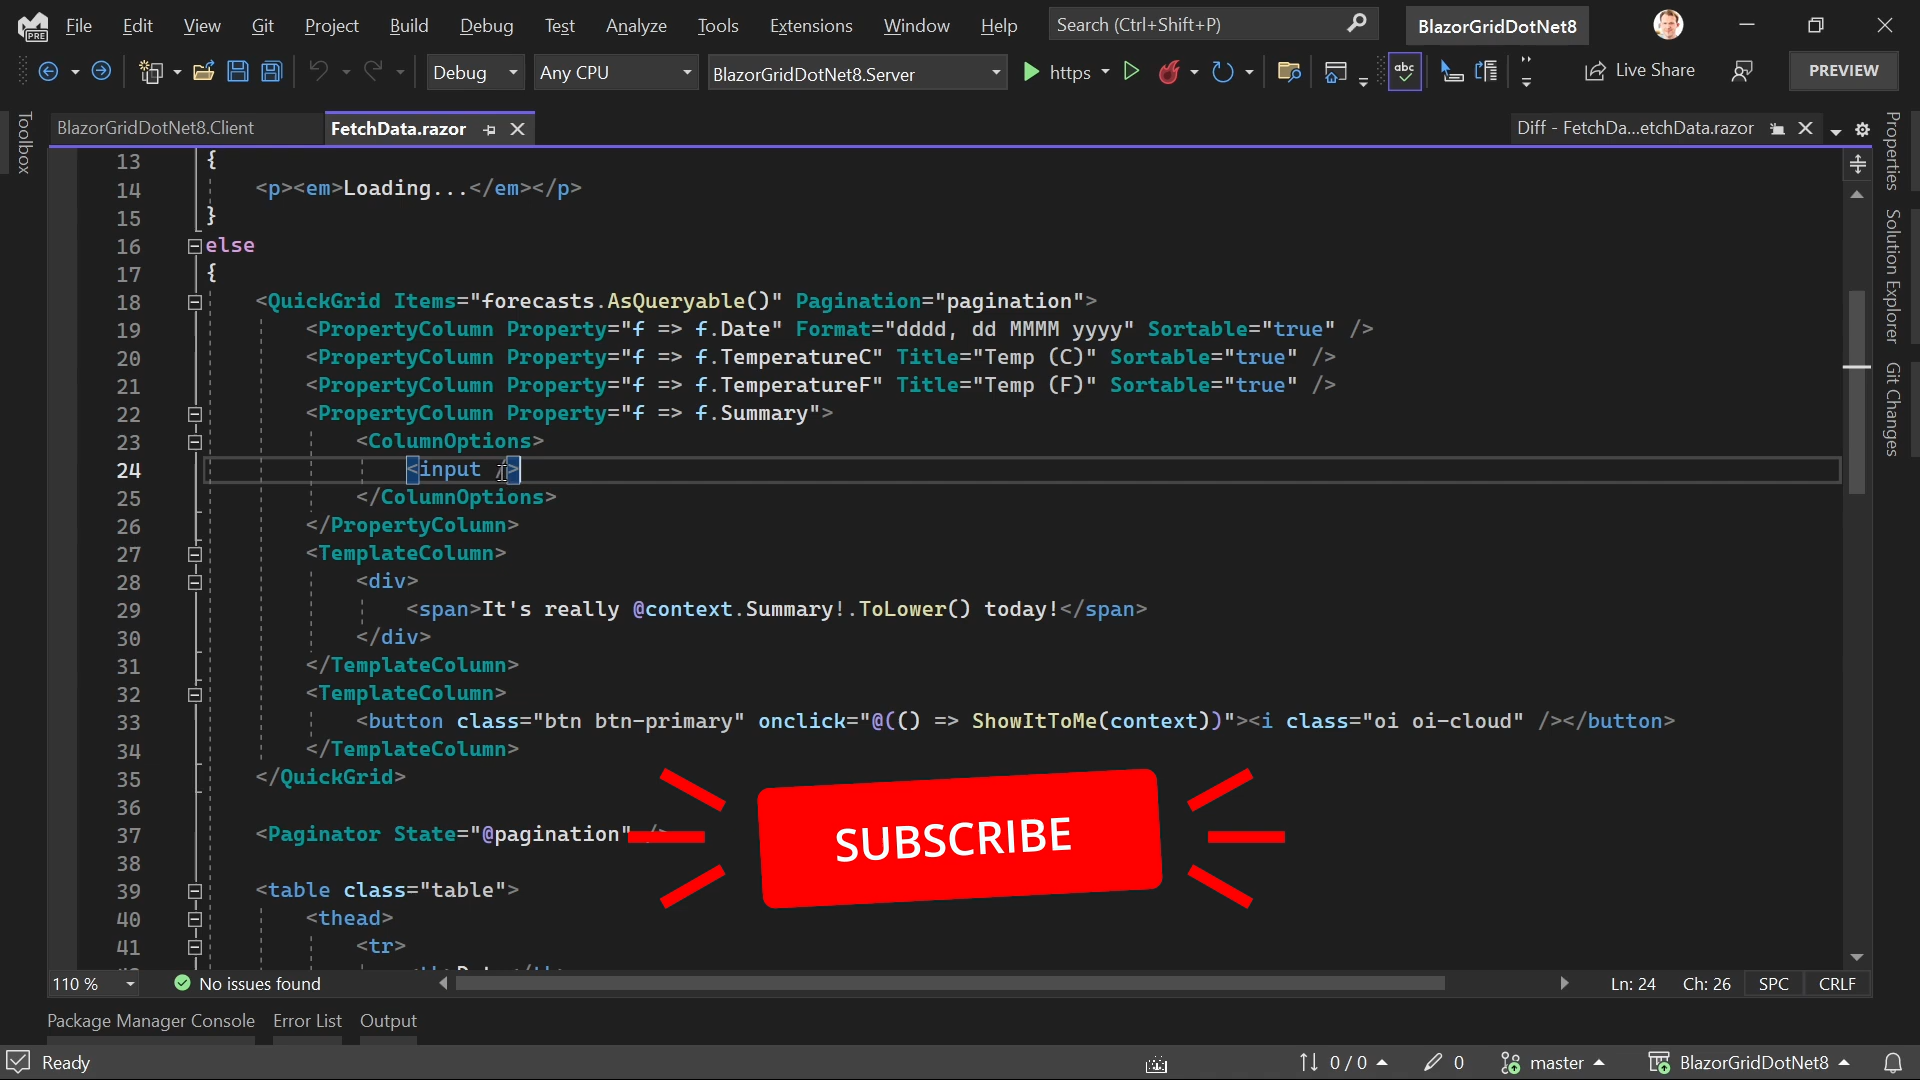 File Edit View Git Project Build Debug Test Analyze Tools Extensions Window Help Search (Ctrl+Shift+P) BlazorGridDotNet8
PRE
Debug Any CPU BlazorGridDotNet8.Server https abc Live Share PREVIEW
BlazorGridDotNet8.Client FetchData.razor Diff - FetchDa...etchData.razor
Toolbox
Properties
Solution Explorer
Git Changes
13 {
14 <p><em>Loading...</em></p>
15 }
16 else
17 {
18 <QuickGrid Items="forecasts.AsQueryable()" Pagination="pagination">
19 <PropertyColumn Property="f => f.Date" Format="dddd, dd MMMM yyyy" Sortable="true" />
20 <PropertyColumn Property="f => f.TemperatureC" Title="Temp (C)" Sortable="true" />
21 <PropertyColumn Property="f => f.TemperatureF" Title="Temp (F)" Sortable="true" />
22 <PropertyColumn Property="f => f.Summary">
23 <ColumnOptions>
24 <input />
25 </ColumnOptions>
26 </PropertyColumn>
27 <TemplateColumn>
28 <div>
29 <span>It's really @context.Summary!.ToLower() today!</span>
30 </div>
31 </TemplateColumn>
32 <TemplateColumn>
33 <button class="btn btn-primary" onclick="@(() => ShowItToMe(context))"><i class="oi oi-cloud" /></button>
34 </TemplateColumn>
35 </QuickGrid>
36
37 <Paginator State="@pagination" />
38
39 <table class="table">
40 <thead>
41 <tr>
SUBSCRIBE
110 % No issues found Ln: 24 Ch: 26 SPC CRLF
Package Manager Console Error List Output
Ready 0 / 0 0 master BlazorGridDotNet8